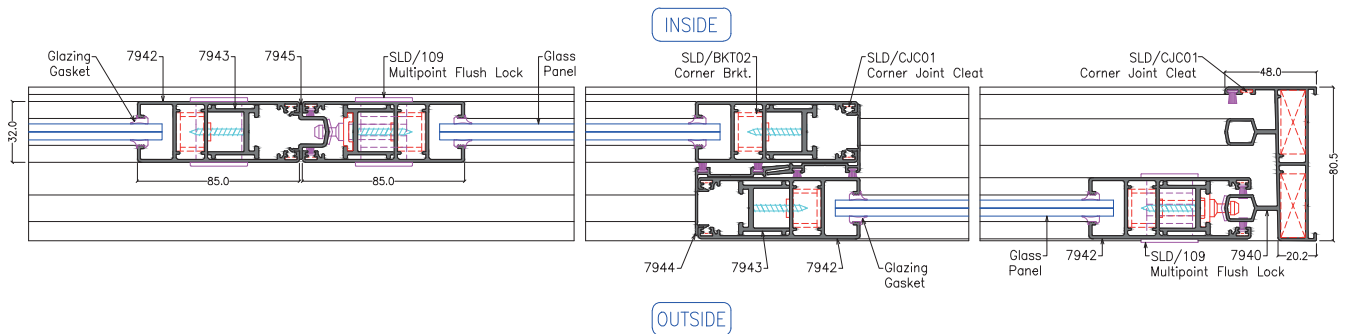 INSIDE
Glazing
Gasket
7942
7943
7945
SLD/109
Multipoint Flush Lock
Glass
Panel
SLD/BKT02
Corner Brkt.
SLD/CJC01
Corner Joint Cleat
SLD/CJC01
Corner Joint Cleat
48.0
32.0
85.0
85.0
80.5
7944
7943
7942
Glazing
Gasket
Glass
Panel
7942
SLD/109
Multipoint Flush Lock
7940
20.2
OUTSIDE